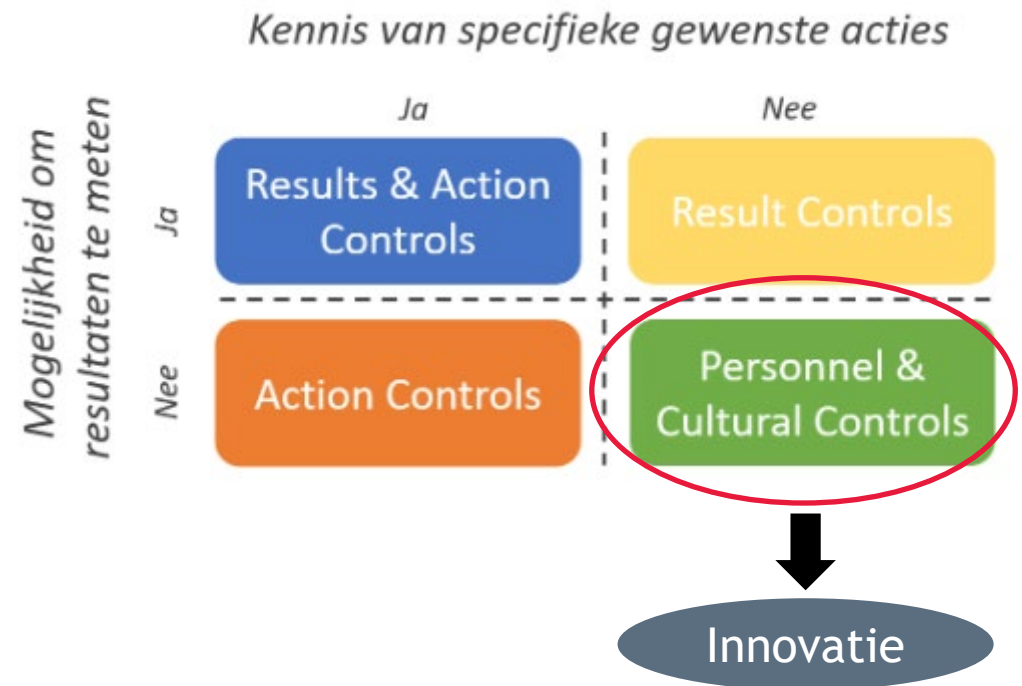 Kennis van specifieke gewenste acties
Ja
Nee
Mogelijkheid om
resultaten te meten
Ja
Results & Action
Controls
Result Controls
Nee
Action Controls
Personnel &
Cultural Controls
Innovatie